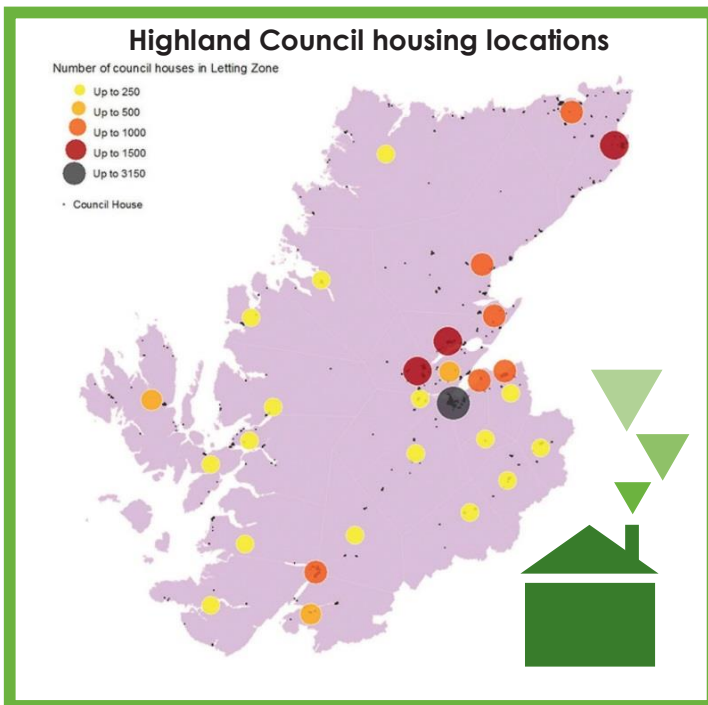 Highland Council housing locations
Number of council houses in Letting Zone
Up to 250
Up to 500
Up to 1000
Up to 1500
Up to 3150
Council House